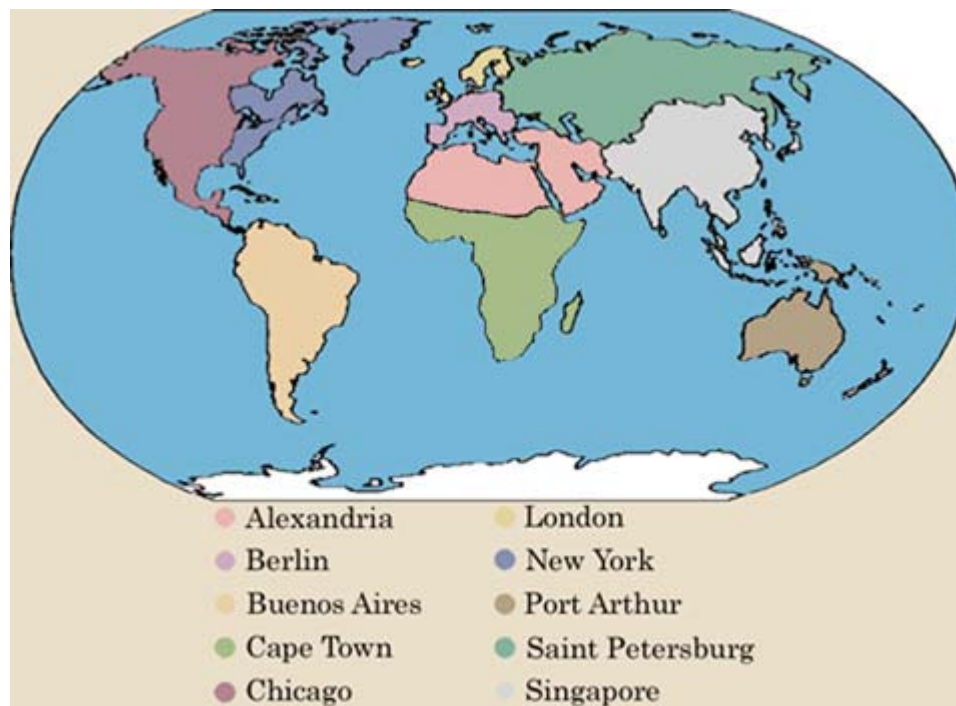 Alexandria
Berlin
Buenos Aires
Cape Town
Chicago
London
New York
Port Arthur
Saint Petersburg
Singapore